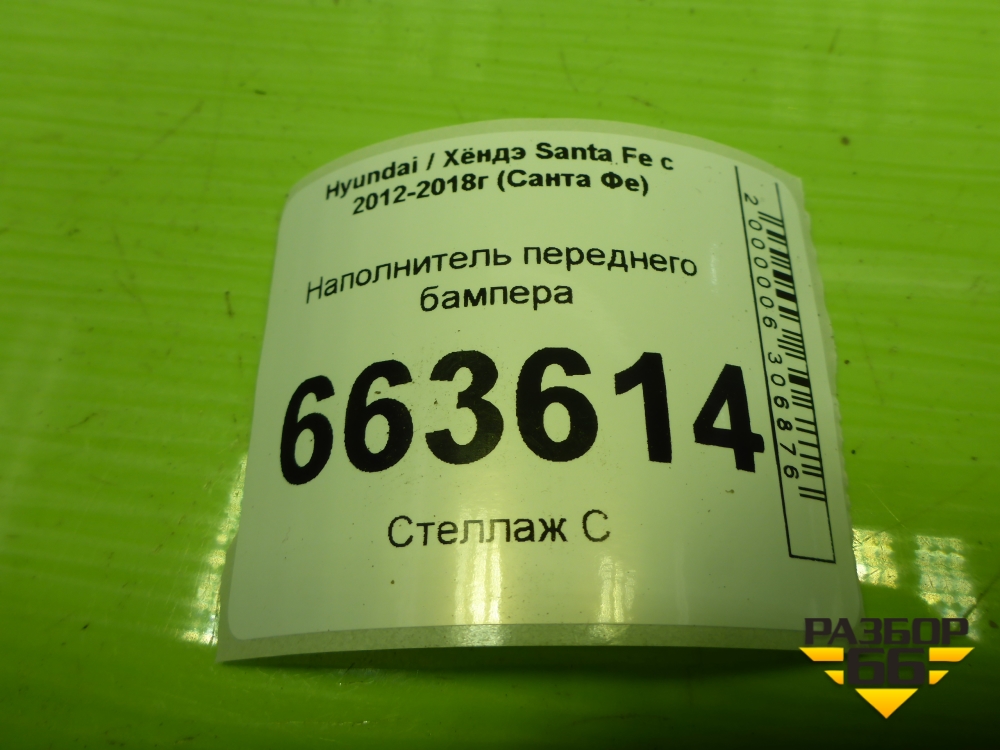 Hyundai / Хёндэ Santa Fe с
2012-2018г (Санта Фе)
Наполнитель переднего
бампера
663614
Стеллаж С
2000006306876
РАЗБОР
66